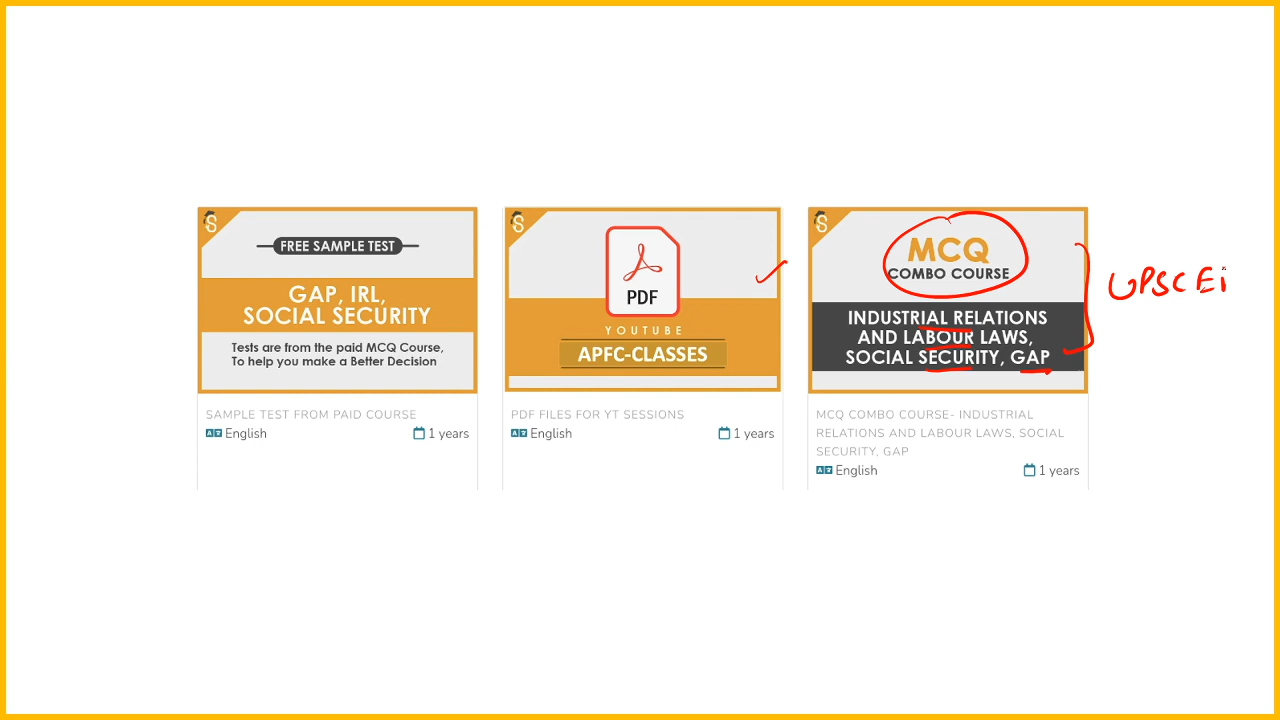 FREE SAMPLE TEST
GAP, IRL,
SOCIAL SECURITY
Tests are from the paid MCQ Course,
To help you make a Better Decision
SAMPLE TEST FROM PAID COURSE
English
1 years
PDF
YOUTUBE
APFC-CLASSES
PDF FILES FOR YT SESSIONS
English
1 years
MCQ
COMBO COURSE
INDUSTRIAL RELATIONS
AND LABOUR LAWS,
SOCIAL SECURITY, GAP
MCQ COMBO COURSE- INDUSTRIAL
RELATIONS AND LABOUR LAWS, SOCIAL
SECURITY, GAP
English
1 years
UPSC